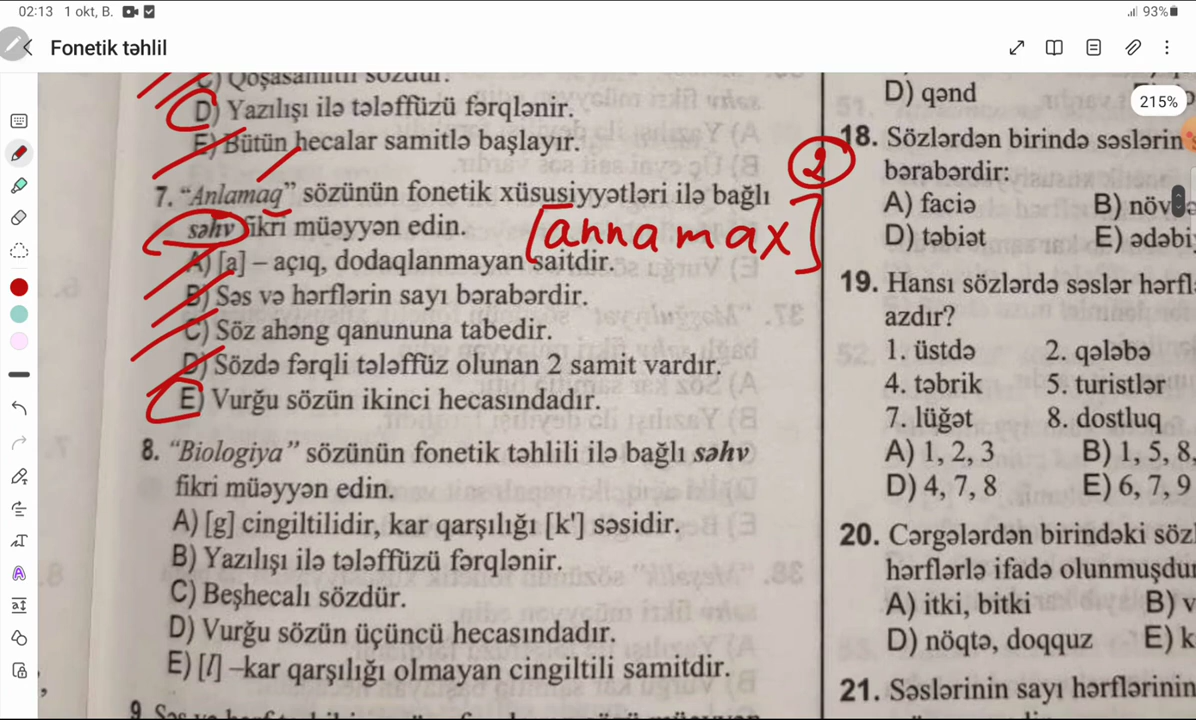 02:13 1 okt, B.
93%
Fonetik təhlil
215%
C) Qoşasamitli sözdür.
D) Yazılışı ilə tələffüzü fərqlənir.
E) Bütün hecalar samitlə başlayır.
7. “Anlamaq” sözünün fonetik xüsusiyyətləri ilə bağlı
səhv fikri müəyyən edin.
[annamax]
2
A) [a] – açıq, dodaqlanmayan saitdir.
B) Səs və hərflərin sayı bərabərdir.
C) Söz ahəng qanununa tabedir.
D) Sözdə fərqli tələffüz olunan 2 samit vardır.
E) Vurğu sözün ikinci hecasındadır.
8. “Biologiya” sözünün fonetik təhlili ilə bağlı səhv
fikri müəyyən edin.
A) [g] cingiltilidir, kar qarşılığı [k'] səsidir.
B) Yazılışı ilə tələffüzü fərqlənir.
C) Beşhecalı sözdür.
D) Vurğu sözün üçüncü hecasındadır.
E) [l] –kar qarşılığı olmayan cingiltili samitdir.
D) qənd
18. Sözlərdən birində səslərin
bərabərdir:
A) faciə B) növ
D) təbiət E) ədəbi
19. Hansı sözlərdə səslər hərfl
azdır?
1. üstdə 2. qələbə
4. təbrik 5. turistlər
7. lüğət 8. dostluq
A) 1, 2, 3 B) 1, 5, 8,
D) 4, 7, 8 E) 6, 7, 9
20. Cərgələrdən birindəki söz
hərflərlə ifadə olunmuşdu
A) itki, bitki B) v
D) nöqtə, doqquz E) k
21. Səslərinin sayı hərflərinin